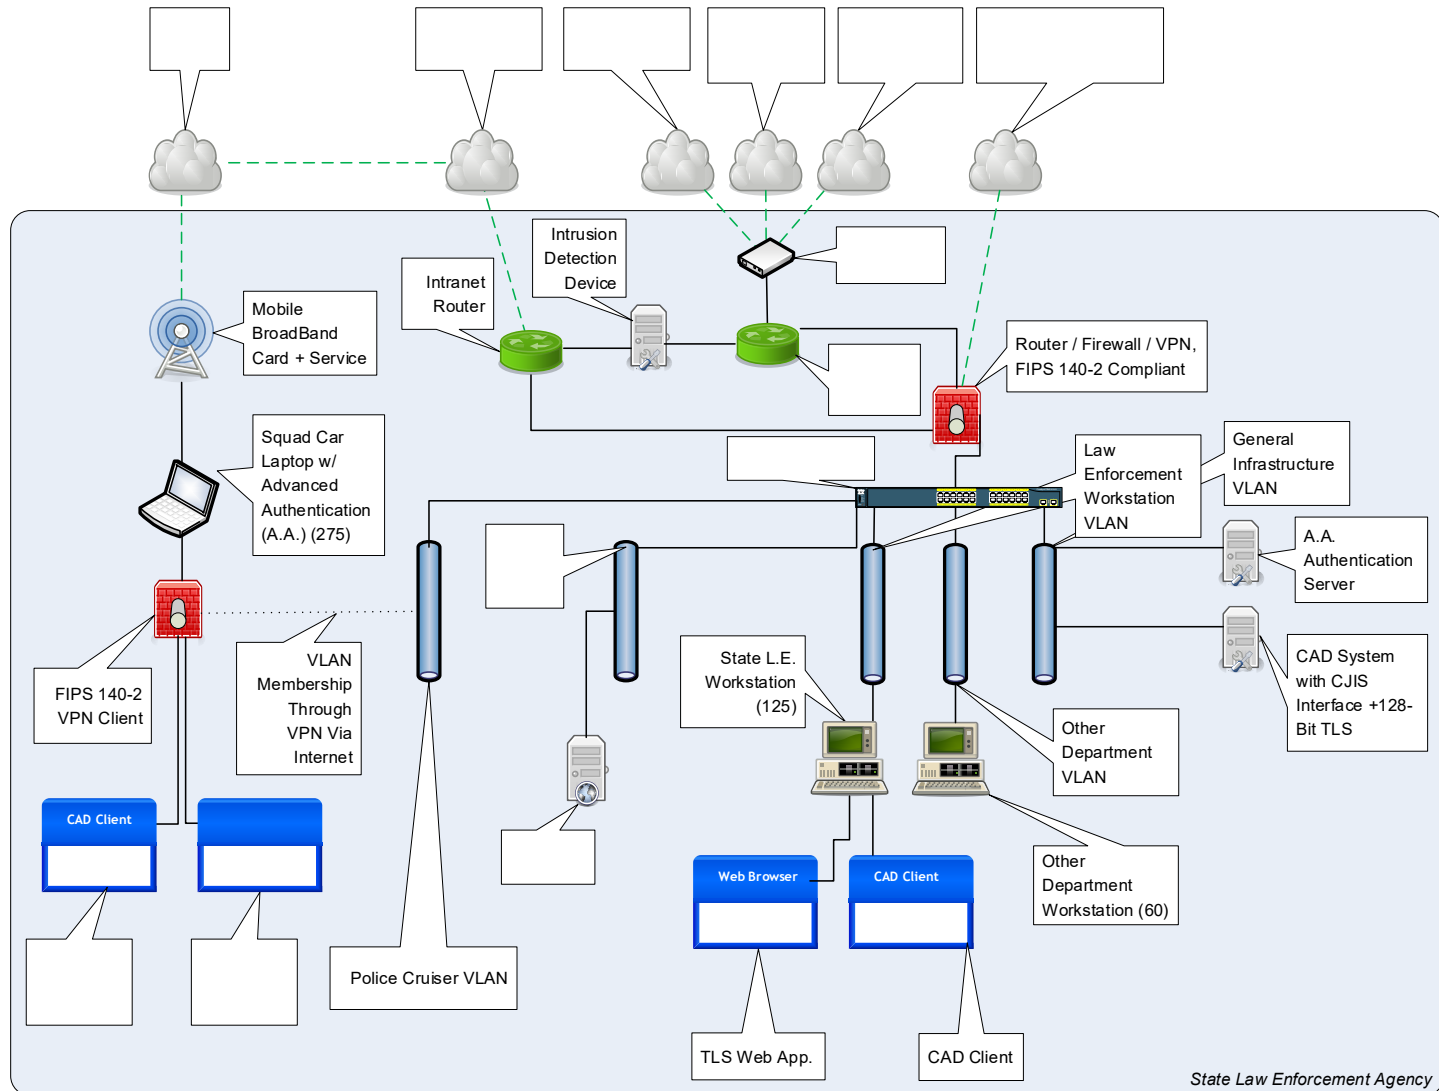 Intrusion
Detection
Device
Intranet
Router
Mobile
BroadBand
Card + Service
Router / Firewall / VPN,
FIPS 140-2 Compliant
Squad Car
Laptop w/
Advanced
Authentication
(A.A.) (275)
Law
Enforcement
Workstation
VLAN
General
Infrastructure
VLAN
A.A.
Authentication
Server
FIPS 140-2
VPN Client
VLAN
Membership
Through
VPN Via
Internet
State L.E.
Workstation
(125)
CAD System
with CJIS
Interface +128-
Bit TLS
Other
Department
VLAN
CAD Client
Other
Department
Workstation (60)
Web Browser
CAD Client
Police Cruiser VLAN
TLS Web App.
CAD Client
State Law Enforcement Agency